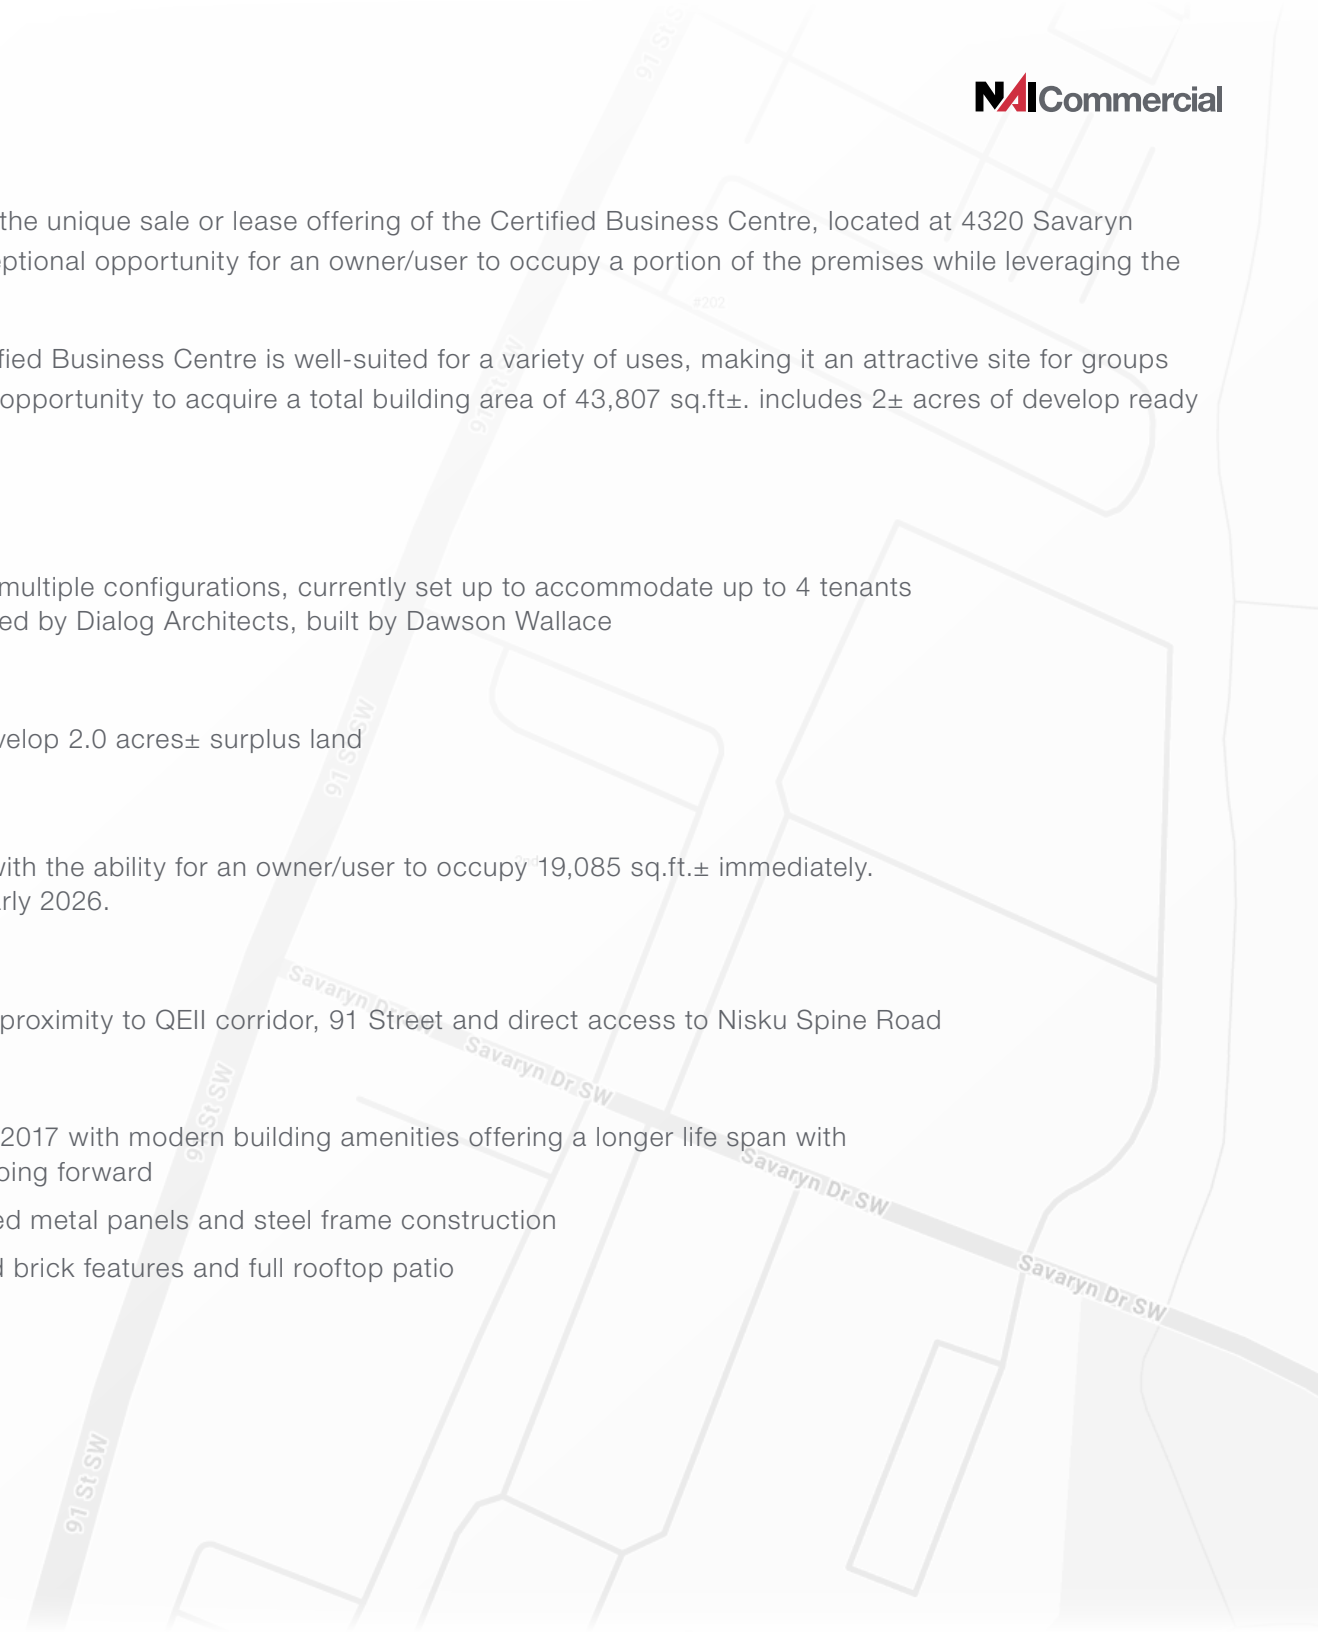 NAI Commercial
the unique sale or lease offering of the Certified Business Centre, located at 4320 Savaryn
eptional opportunity for an owner/user to occupy a portion of the premises while leveraging the
#202
fied Business Centre is well-suited for a variety of uses, making it an attractive site for groups
opportunity to acquire a total building area of 43,807 sq.ft±. includes 2± acres of develop ready
multiple configurations, currently set up to accommodate up to 4 tenants
ed by Dialog Architects, built by Dawson Wallace
velop 2.0 acres± surplus land
with the ability for an owner/user to occupy 19,085 sq.ft.± immediately.
arly 2026.
proximity to QEII corridor, 91 Street and direct access to Nisku Spine Road
2017 with modern building amenities offering a longer life span with
oing forward
ed metal panels and steel frame construction
d brick features and full rooftop patio
91 St S
91 St SW
91 St SW
91 St SW
91 St SW
Savaryn Dr SW
Savaryn Dr SW
Savaryn Dr SW
Savaryn Dr SW